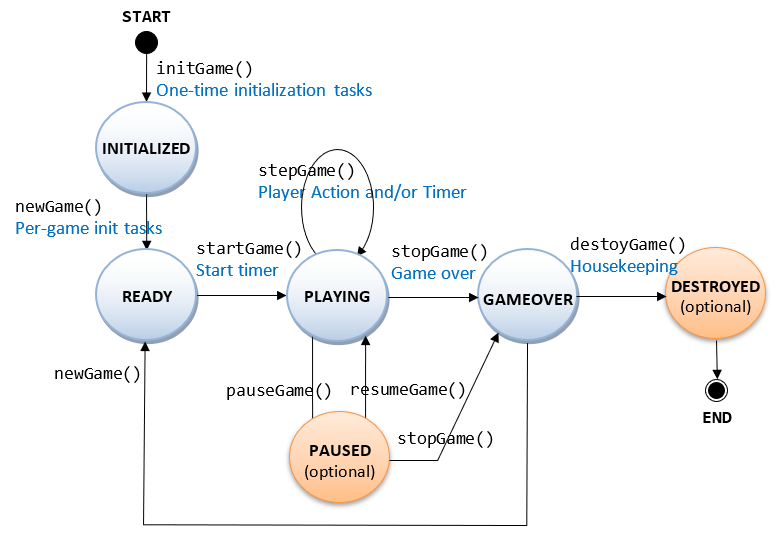 START
initGame()
One-time initialization tasks
INITIALIZED
newGame()
Per-game init tasks
stepGame()
Player Action and/or Timer
startGame()
Start timer
stopGame()
Game over
destoyGame()
Housekeeping
READY
PLAYING
GAMEOVER
DESTROYED
(optional)
newGame()
pauseGame()
resumeGame()
stopGame()
PAUSED
(optional)
END